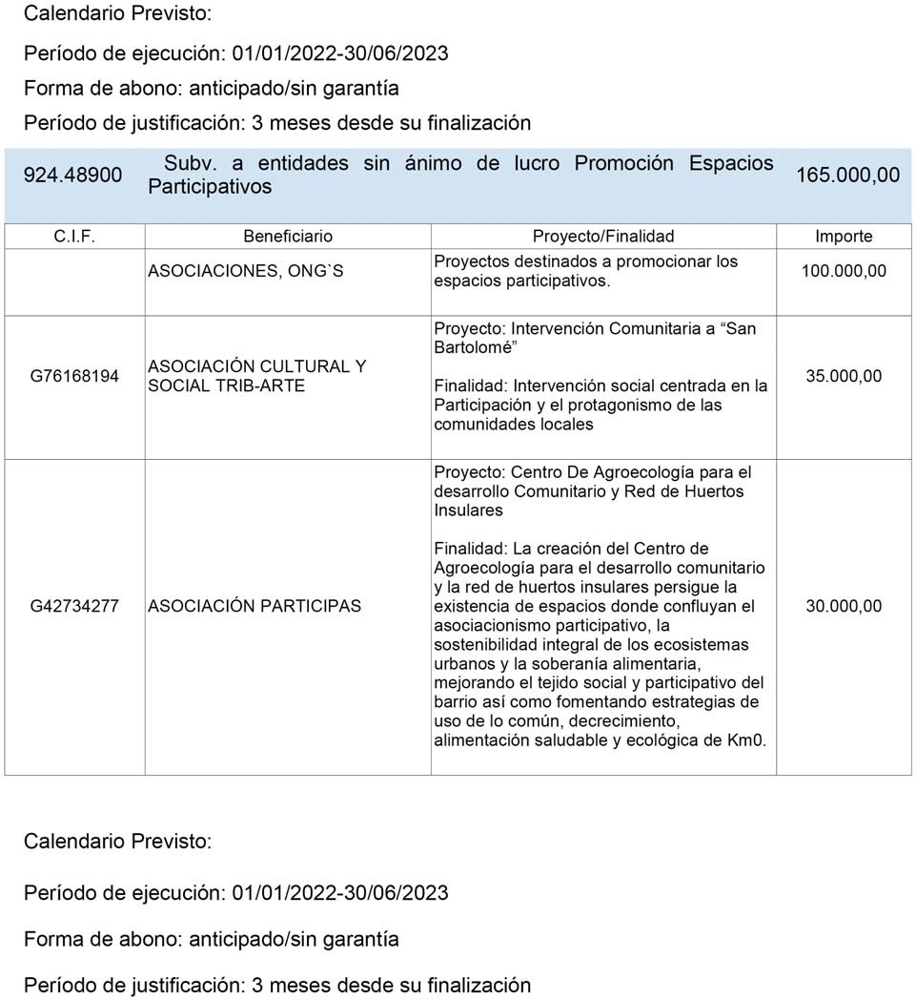 Calendario Previsto:
Período de ejecución: 01/01/2022-30/06/2023
Forma de abono: anticipado/sin garantía
Período de justificación: 3 meses desde su finalización
924.48900
Subv. a entidades sin ánimo de lucro Promoción Espacios
Participativos
165.000,00
C.I.F.
Beneficiario
Proyecto/Finalidad
Importe
ASOCIACIONES, ONG`S
Proyectos destinados a promocionar los
espacios participativos.
100.000,00
G76168194
ASOCIACIÓN CULTURAL Y
SOCIAL TRIB-ARTE
Proyecto: Intervención Comunitaria a “San
Bartolomé”
Finalidad: Intervención social centrada en la
Participación y el protagonismo de las
comunidades locales
35.000,00
G42734277
ASOCIACIÓN PARTICIPAS
Proyecto: Centro De Agroecología para el
desarrollo Comunitario y Red de Huertos
Insulares
Finalidad: La creación del Centro de
Agroecología para el desarrollo comunitario
y la red de huertos insulares persigue la
existencia de espacios donde confluyan el
asociacionismo participativo, la
sostenibilidad integral de los ecosistemas
urbanos y la soberanía alimentaria,
mejorando el tejido social y participativo del
barrio así como fomentando estrategias de
uso de lo común, decrecimiento,
alimentación saludable y ecológica de Km0.
30.000,00
Calendario Previsto:
Período de ejecución: 01/01/2022-30/06/2023
Forma de abono: anticipado/sin garantía
Período de justificación: 3 meses desde su finalización